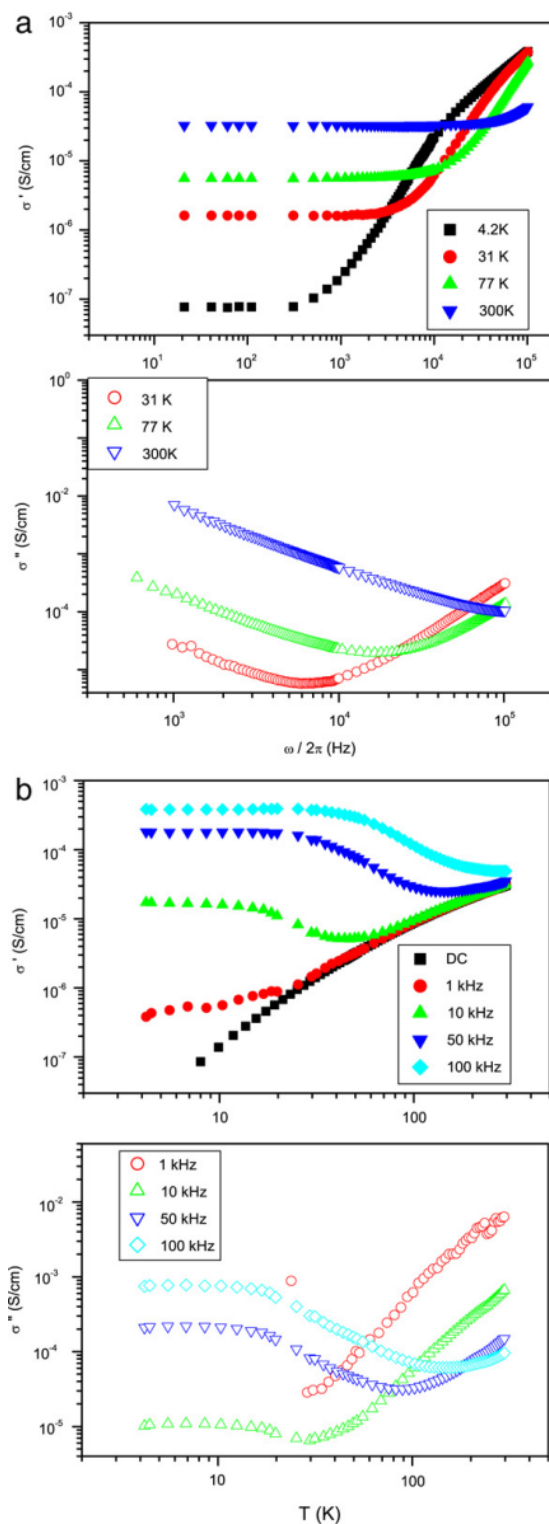 a
10⁻³
10⁻⁴
10⁻⁵
10⁻⁶
10⁻⁷
σ ' (S/cm)
4.2K
31 K
77 K
300K
10¹ 10² 10³ 10⁴ 10⁵
10⁰
10⁻²
10⁻⁴
σ " (S/cm)
31 K
77 K
300K
10³ 10⁴ 10⁵
ω / 2π (Hz)
b
10⁻³
10⁻⁴
10⁻⁵
10⁻⁶
10⁻⁷
σ ' (S/cm)
DC
1 kHz
10 kHz
50 kHz
100 kHz
10 100
10⁻²
10⁻³
10⁻⁴
10⁻⁵
σ " (S/cm)
1 kHz
10 kHz
50 kHz
100 kHz
10 100
T (K)